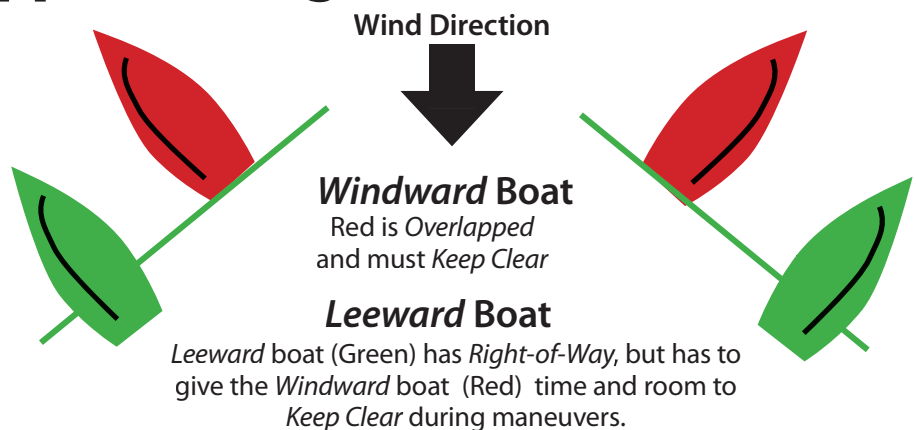 Wind Direction
Windward Boat
Red is Overlapped
and must Keep Clear
Leeward Boat
Leeward boat (Green) has Right-of-Way, but has to
give the Windward boat (Red) time and room to
Keep Clear during maneuvers.